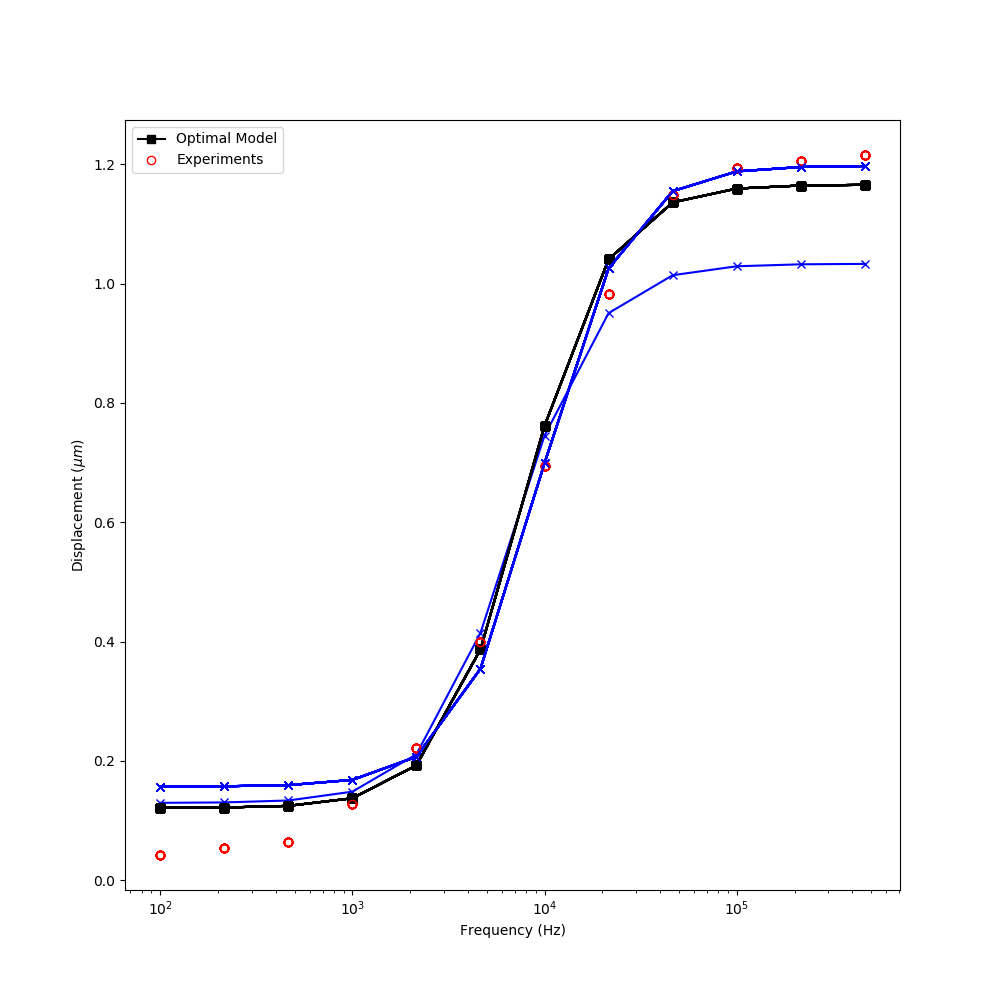 Optimal Model
Experiments
1.2
1.0
0.8
0.6
0.4
0.2
0.0
Displacement (μm)
10²
10³
10⁴
10⁵
Frequency (Hz)